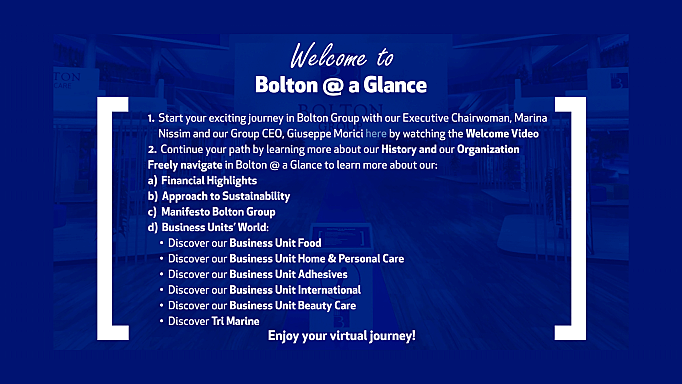 Welcome to
Bolton @ a Glance
1. Start your exciting journey in Bolton Group with our Executive Chairwoman, Marina
Nissim and our Group CEO, Giuseppe Morici here by watching the Welcome Video
2. Continue your path by learning more about our History and our Organization
Freely navigate in Bolton @ a Glance to learn more about our:
a) Financial Highlights
b) Approach to Sustainability
c) Manifesto Bolton Group
d) Business Units' World:
• Discover our Business Unit Food
• Discover our Business Unit Home & Personal Care
• Discover our Business Unit Adhesives
• Discover our Business Unit International
• Discover our Business Unit Beauty Care
• Discover Tri Marine
Enjoy your virtual journey!